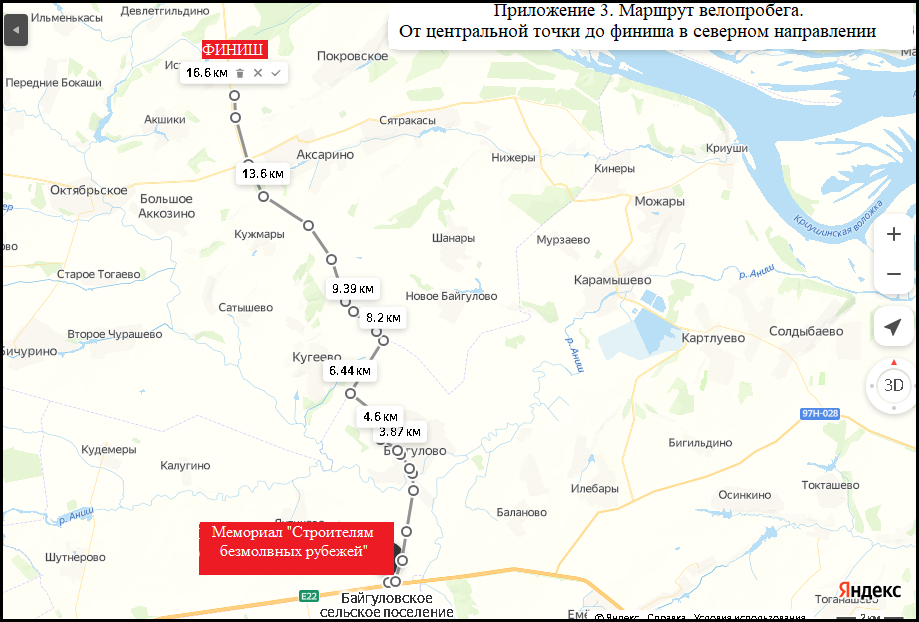 Приложение 3. Маршрут велопробега.
От центральной точки до финиша в северном направлении
Девлетгильдино
Ильменькасы
ФИНИШ
16.6 км
Покровское
Передние Бокаши
Акшики
Сятракасы
Аксарино
Нижеры
Криуши
Кинеры
Октябрьское
Большое
Аккозино
Можары
Криушинская воложка
Кужмары
Шанары
Мурзаево
13.6 км
Старое Тогаево
Карамышево
р. Аниш
9.39 км
Новое Байгулово
Сатышево
8.2 км
Второе Чурашево
Солдыбаево
Картлуево
бичурино
Кугеево
р. Аниш
6.44 км
3D
4.6 км
3.87 км
97Н-028
Кудемеры
Калугино
Бигильдино
Токташево
Илебары
Осинкино
р. Аниш
Баланово
Мемориал "Строителям
безмолвных рубежей"
Шутнерово
E22
Байгуловское
сельское поселение
Яндекс
© Яндекс Справка Условия использования
2 км